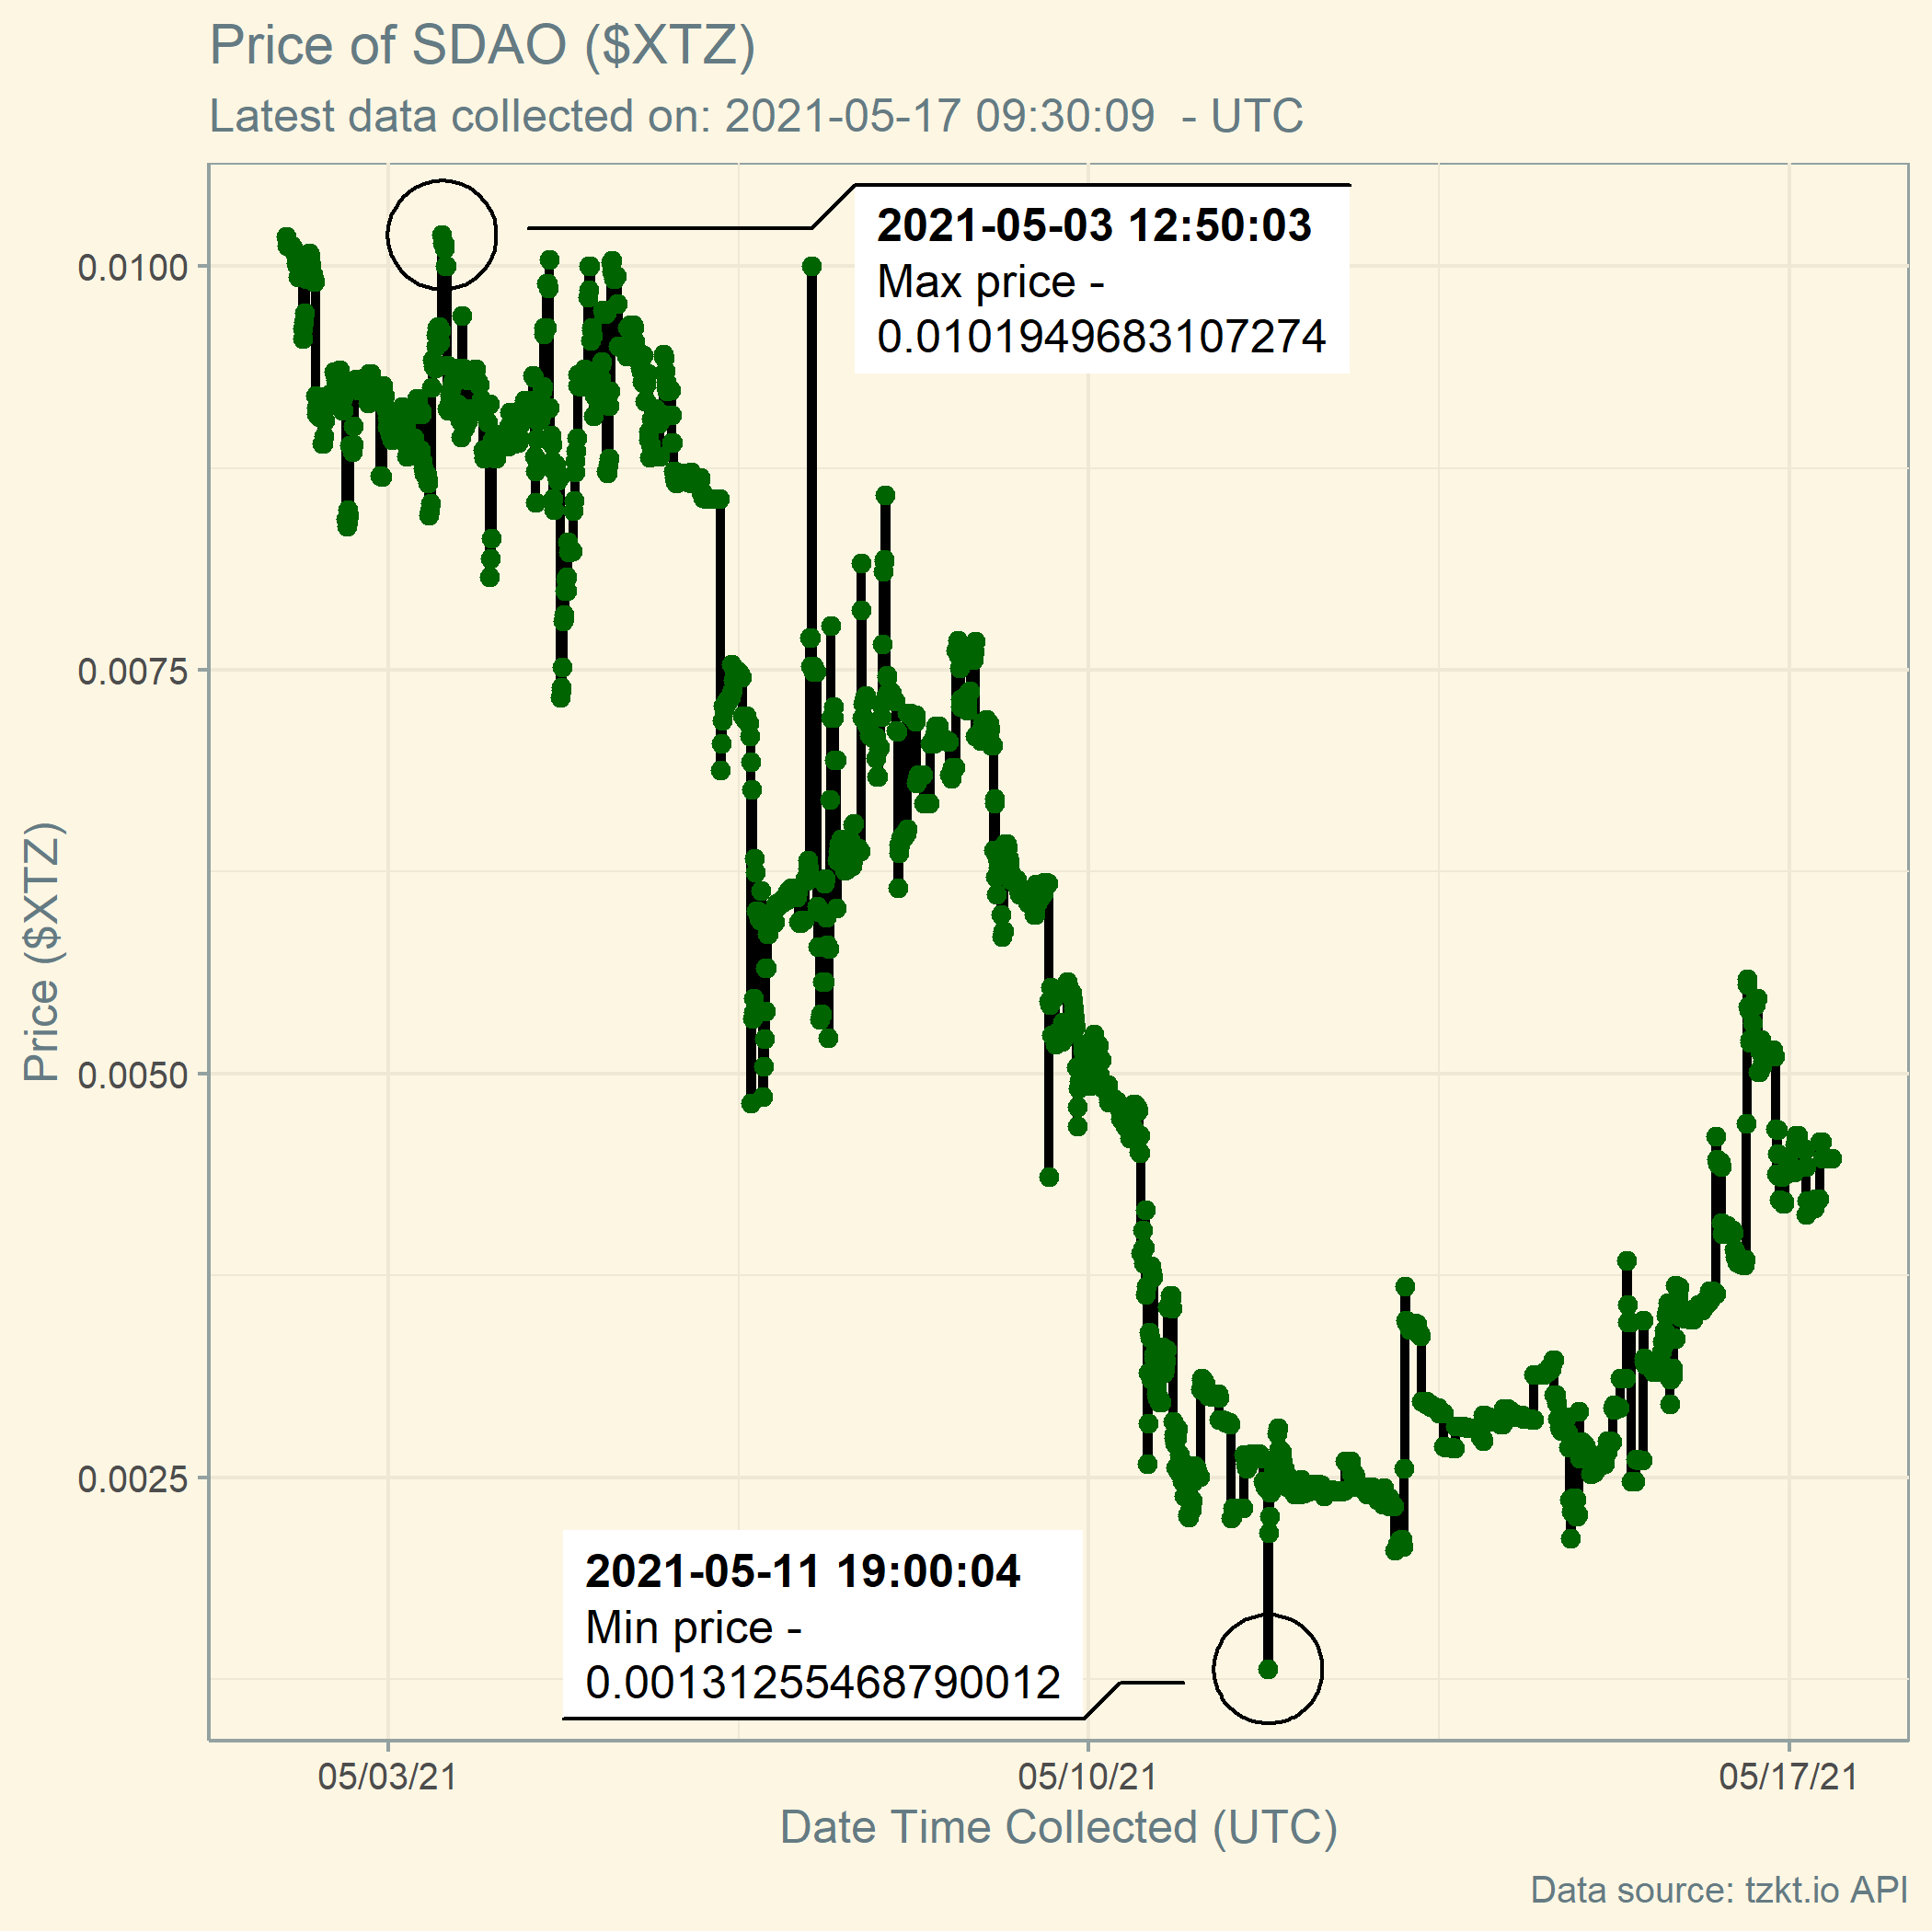 Price of SDAO ($XTZ)
Latest data collected on: 2021-05-17 09:30:09  - UTC
2021-05-03 12:50:03
Max price -
0.0101949683107274
0.0100
0.0075
0.0050
0.0025
Price ($XTZ)
2021-05-11 19:00:04
Min price -
0.00131255468790012
05/03/21
05/10/21
05/17/21
Date Time Collected (UTC)
Data source: tzkt.io API